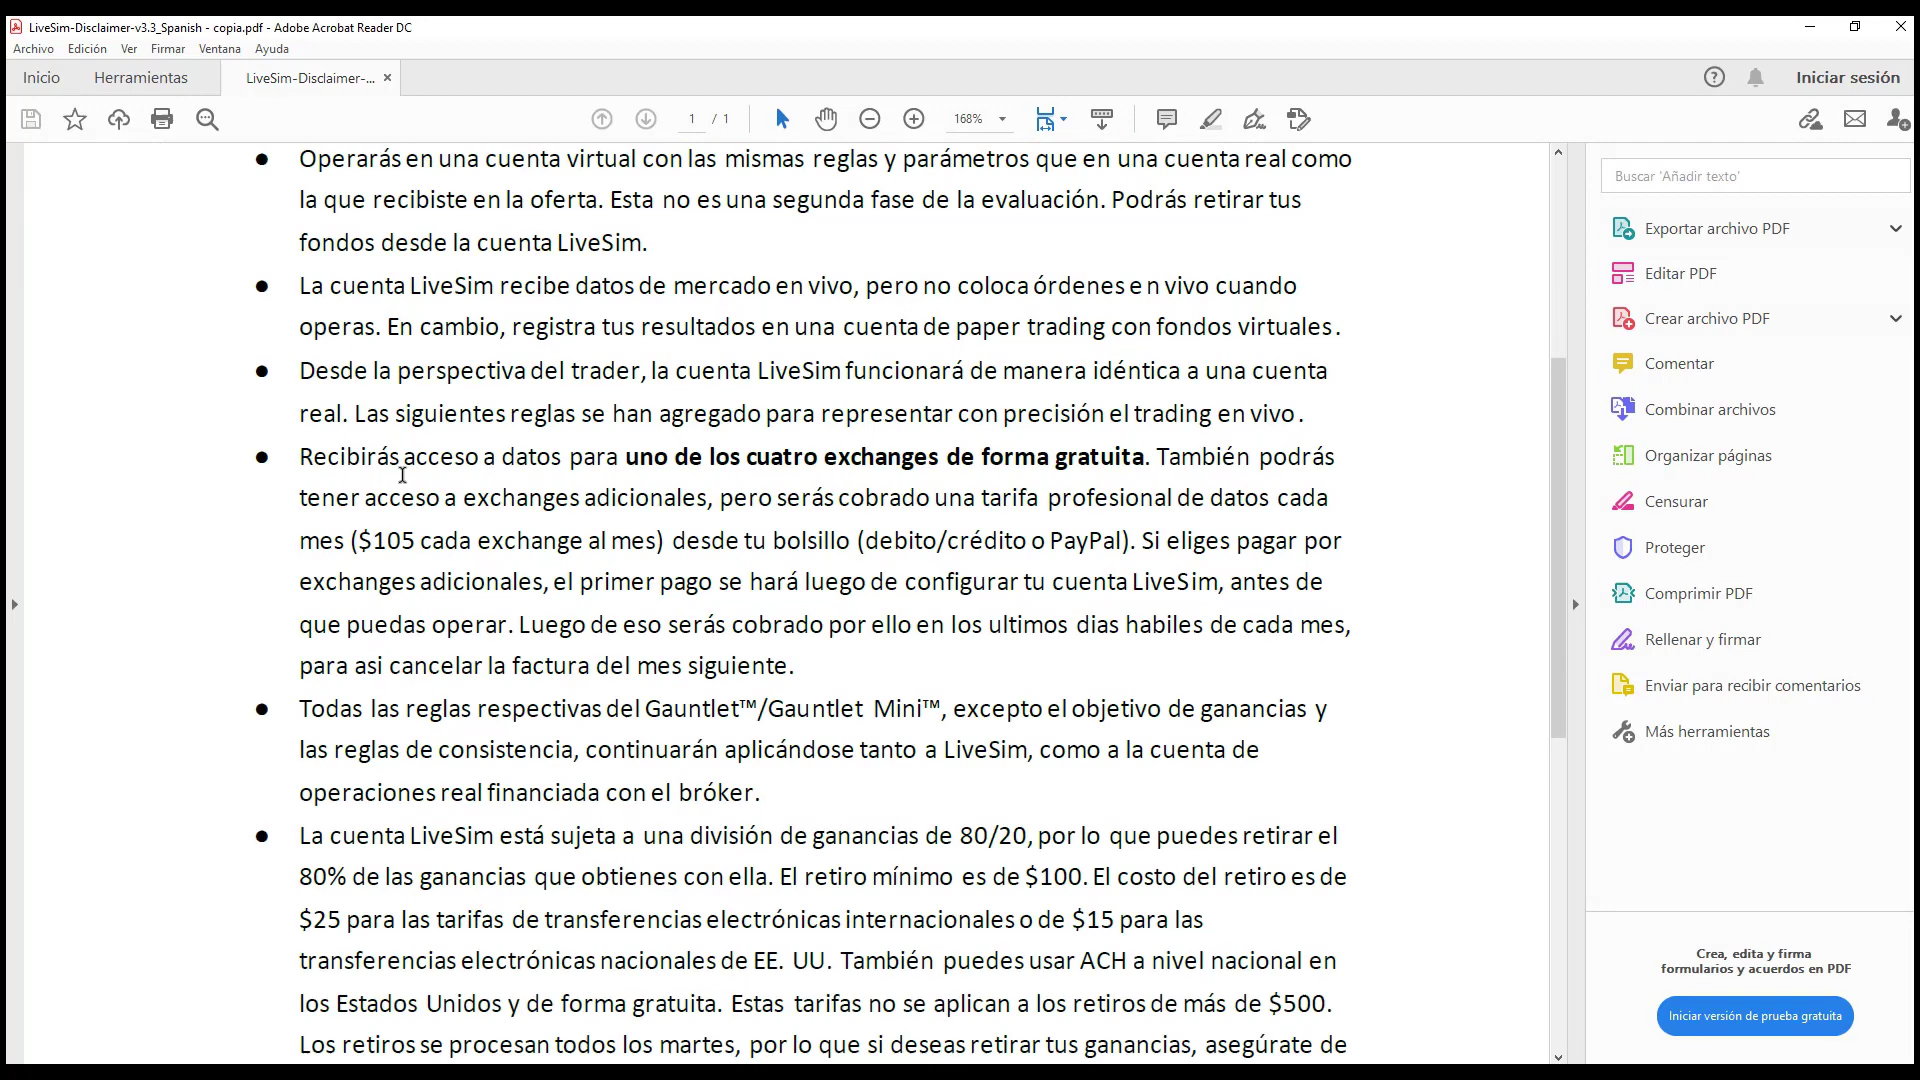 LiveSim-Disclaimer-v3.3_Spanish - copia.pdf - Adobe Acrobat Reader DC
Archivo Edición Ver Firmar Ventana Ayuda
Inicio Herramientas LiveSim-Disclaimer-... × Iniciar sesión
1 / 1 168%
● Operarás en una cuenta virtual con las mismas reglas y parámetros que en una cuenta real como
la que recibiste en la oferta. Esta no es una segunda fase de la evaluación. Podrás retirar tus
fondos desde la cuenta LiveSim.
● La cuenta LiveSim recibe datos de mercado en vivo, pero no coloca órdenes en vivo cuando
operas. En cambio, registra tus resultados en una cuenta de paper trading con fondos virtuales.
● Desde la perspectiva del trader, la cuenta LiveSim funcionará de manera idéntica a una cuenta
real. Las siguientes reglas se han agregado para representar con precisión el trading en vivo.
● Recibirás acceso a datos para uno de los cuatro exchanges de forma gratuita. También podrás
tener acceso a exchanges adicionales, pero serás cobrado una tarifa profesional de datos cada
mes ($105 cada exchange al mes) desde tu bolsillo (debito/crédito o PayPal). Si eliges pagar por
exchanges adicionales, el primer pago se hará luego de configurar tu cuenta LiveSim, antes de
que puedas operar. Luego de eso serás cobrado por ello en los ultimos dias habiles de cada mes,
para asi cancelar la factura del mes siguiente.
● Todas las reglas respectivas del Gauntlet™/Gauntlet Mini™, excepto el objetivo de ganancias y
las reglas de consistencia, continuarán aplicándose tanto a LiveSim, como a la cuenta de
operaciones real financiada con el bróker.
● La cuenta LiveSim está sujeta a una división de ganancias de 80/20, por lo que puedes retirar el
80% de las ganancias que obtienes con ella. El retiro mínimo es de $100. El costo del retiro es de
$25 para las tarifas de transferencias electrónicas internacionales o de $15 para las
transferencias electrónicas nacionales de EE. UU. También puedes usar ACH a nivel nacional en
los Estados Unidos y de forma gratuita. Estas tarifas no se aplican a los retiros de más de $500.
Los retiros se procesan todos los martes, por lo que si deseas retirar tus ganancias, asegúrate de
Buscar 'Añadir texto'
Exportar archivo PDF
Editar PDF
Crear archivo PDF
Comentar
Combinar archivos
Organizar páginas
Censurar
Proteger
Comprimir PDF
Rellenar y firmar
Enviar para recibir comentarios
Más herramientas
Crea, edita y firma
formularios y acuerdos en PDF
Iniciar versión de prueba gratuita